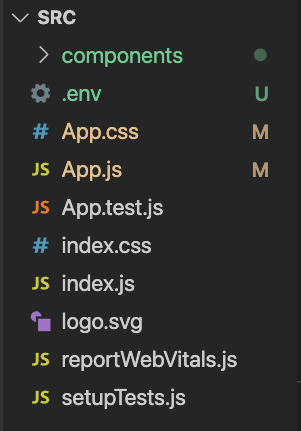 SRC
components
.env U
# App.css M
JS App.js M
JS App.test.js
# index.css
JS index.js
logo.svg
JS reportWebVitals.js
JS setupTests.js